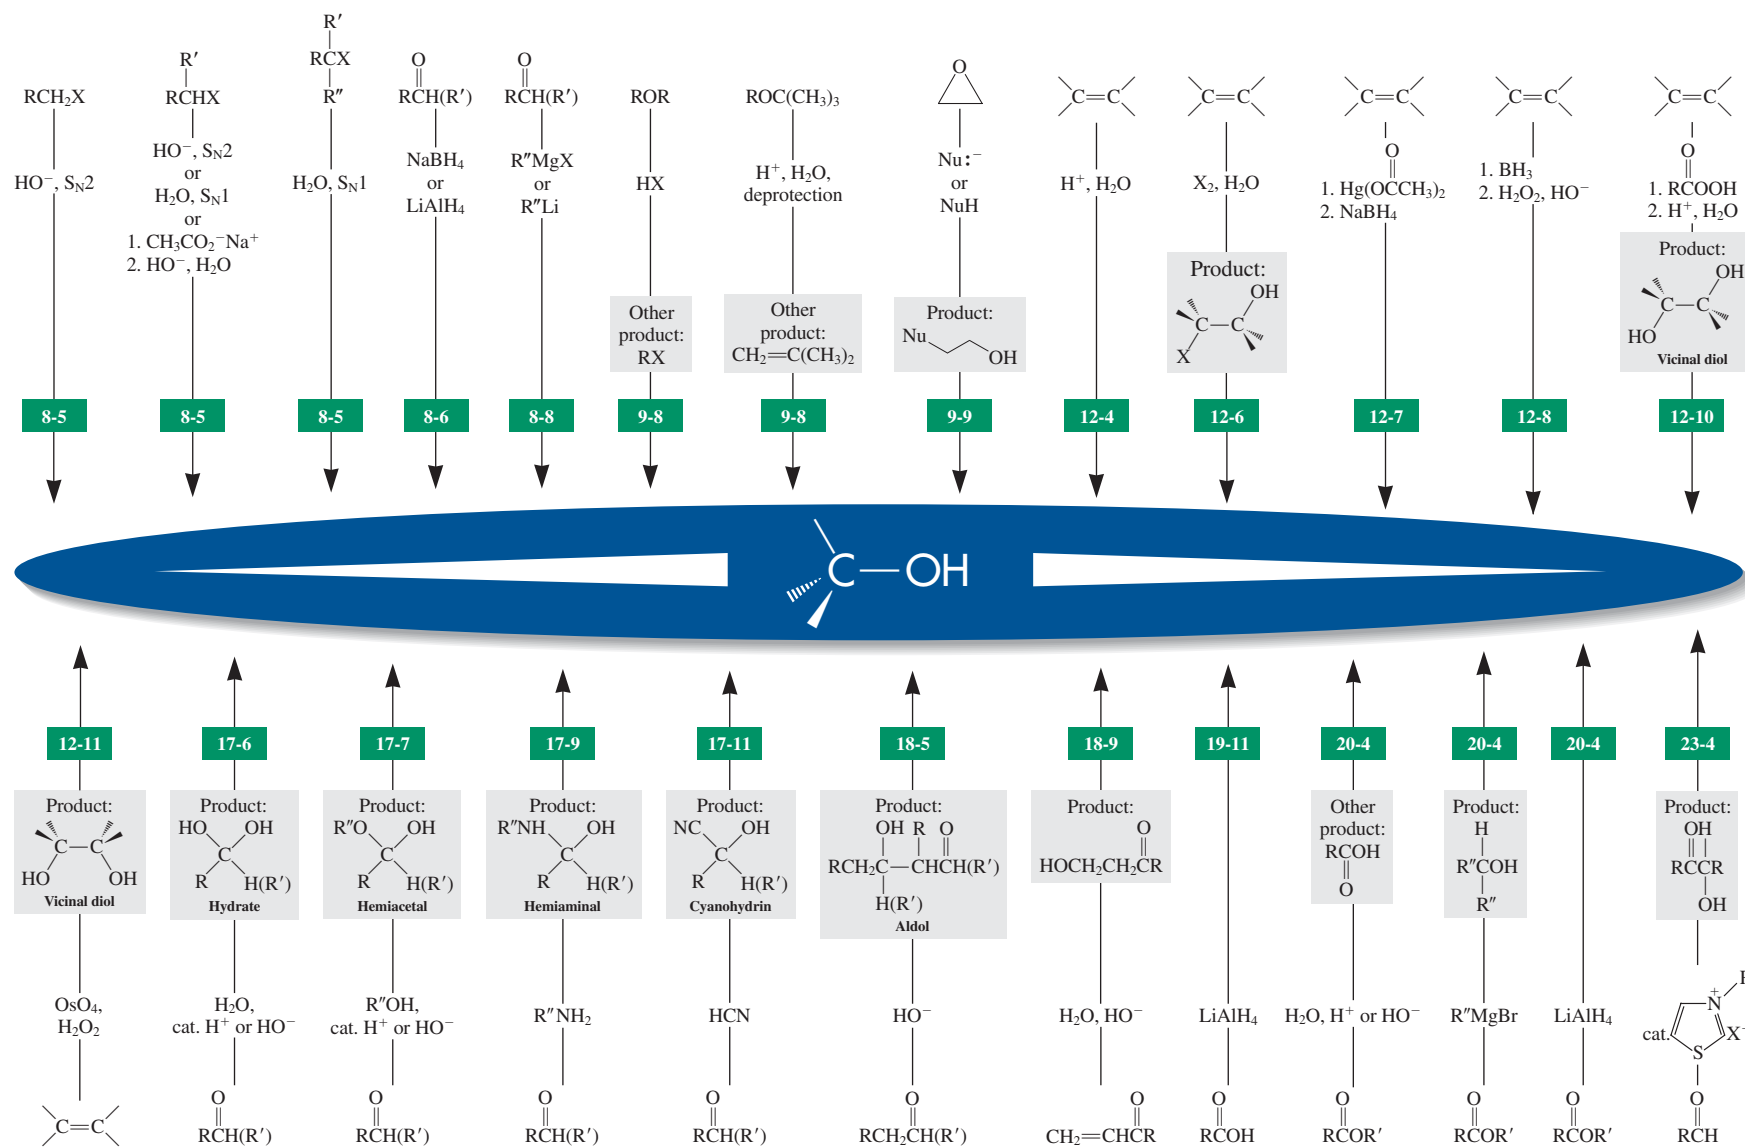 R′
RCH₂X
R′
RCHX
R′
RCX
R″
O
RCH(R′)
O
RCH(R′)
ROR
ROC(CH₃)₃
O
C=C
C=C
C=C
C=C
C=C
HO⁻, S_N2
HO⁻, S_N2
or
H₂O, S_N1
or
1. CH₃CO₂⁻Na⁺
2. HO⁻, H₂O
H₂O, S_N1
NaBH₄
or
LiAlH₄
R″MgX
or
R″Li
HX
H⁺, H₂O,
deprotection
Nu:⁻
or
NuH
H⁺, H₂O
X₂, H₂O
O
1. Hg(OCCH₃)₂
2. NaBH₄
1. BH₃
2. H₂O₂, HO⁻
O
1. RCOOH
2. H⁺, H₂O
Other
product:
RX
Other
product:
CH₂=C(CH₃)₂
Product:
Nu
OH
Product:
OH
C—C
X
Product:
OH
C—C
HO
Vicinal diol
8-5 8-5 8-5 8-6 8-8 9-8 9-8 9-9 12-4 12-6 12-7 12-8 12-10
C—OH
12-11 17-6 17-7 17-9 17-11 18-5 18-9 19-11 20-4 20-4 20-4 23-4
Product:
C—C
HO OH
Vicinal diol
Product:
HO OH
C
R H(R′)
Hydrate
Product:
R″O OH
C
R H(R′)
Hemiacetal
Product:
R″NH OH
C
R H(R′)
Hemiaminal
Product:
NC OH
C
R H(R′)
Cyanohydrin
Product:
OH R O
RCH₂C—CHCH(R′)
H(R′)
Aldol
Product:
O
HOCH₂CH₂CR
Other
product:
RCOH
O
Product:
H
R″COH
R″
Product:
OH
RCCR
OH
OsO₄,
H₂O₂
H₂O,
cat. H⁺ or HO⁻
R″OH,
cat. H⁺ or HO⁻
R″NH₂
HCN
HO⁻
H₂O, HO⁻
LiAlH₄
H₂O, H⁺ or HO⁻
R″MgBr
LiAlH₄
N⁺
cat.
X⁻
S
C=C
O
RCH(R′)
O
RCH(R′)
O
RCH(R′)
O
RCH(R′)
O
RCH₂CH(R′)
O
CH₂=CHCR
O
RCOH
O
RCOR′
O
RCOR′
O
RCOR′
O
RCH